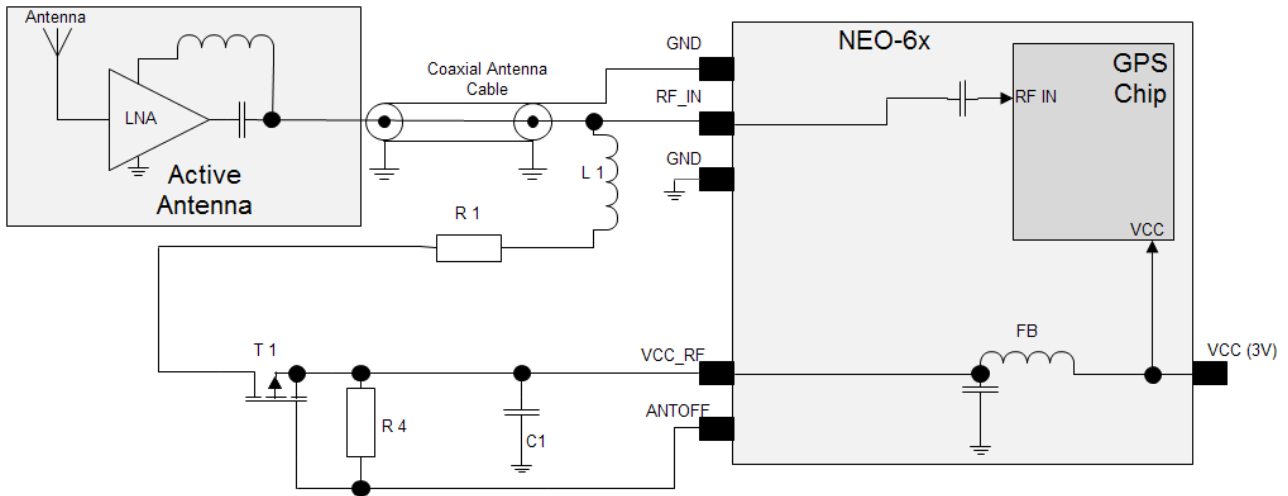 Antenna
LNA
Active
Antenna
Coaxial Antenna
Cable
GND
RF_IN
GND
L 1
R 1
NEO-6x
GPS
Chip
RF IN
VCC
T 1
R 4
C1
VCC_RF
ANTOFF
FB
VCC (3V)